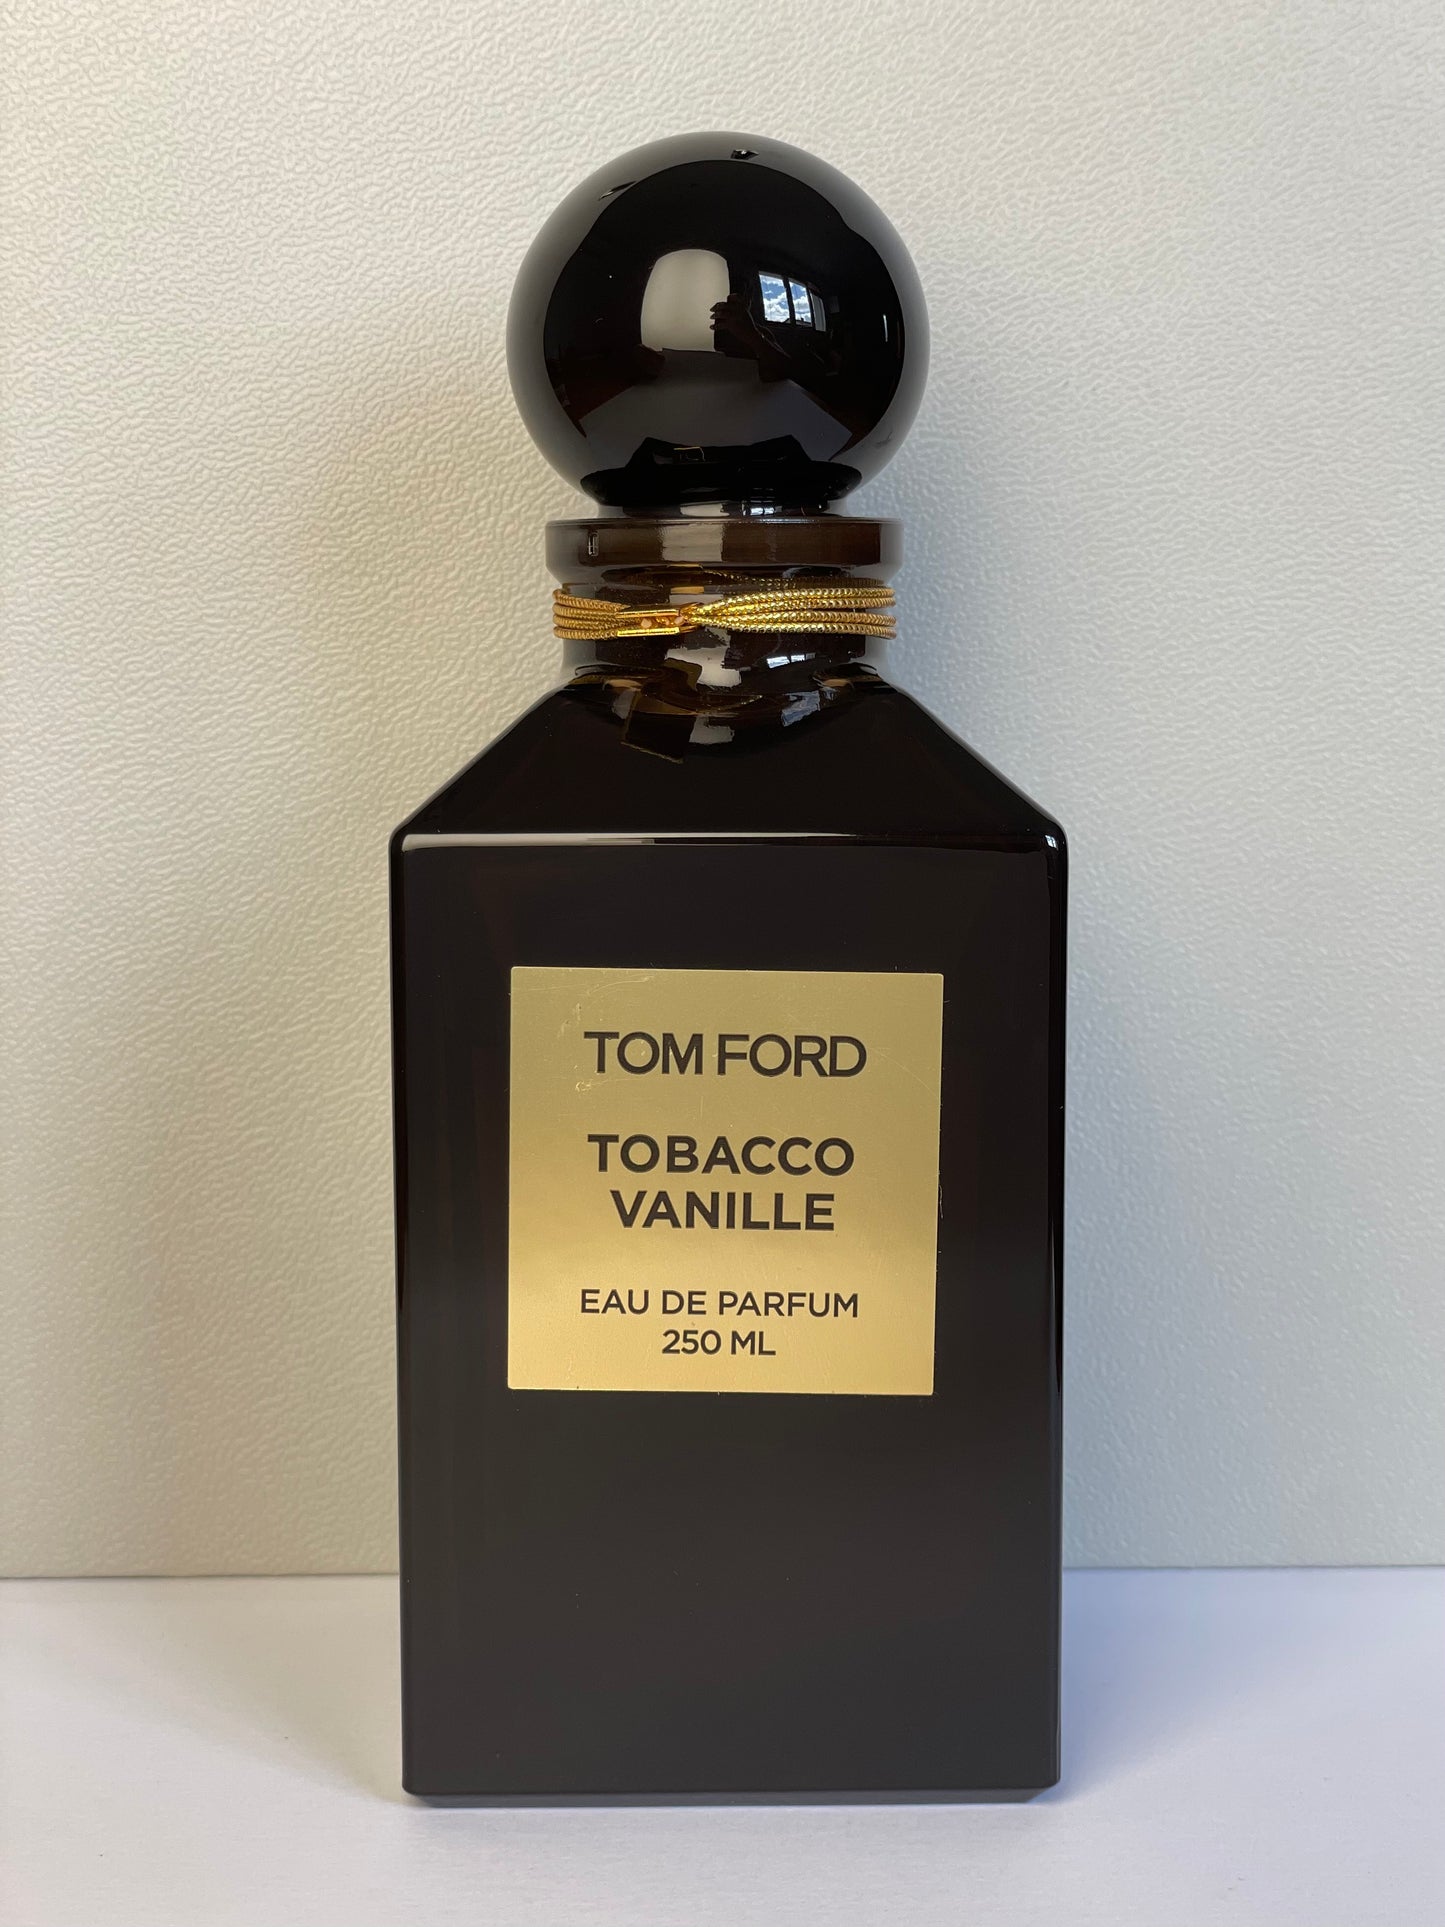 TOM FORD
TOBACCO
VANILLE
EAU DE PARFUM
250 ML